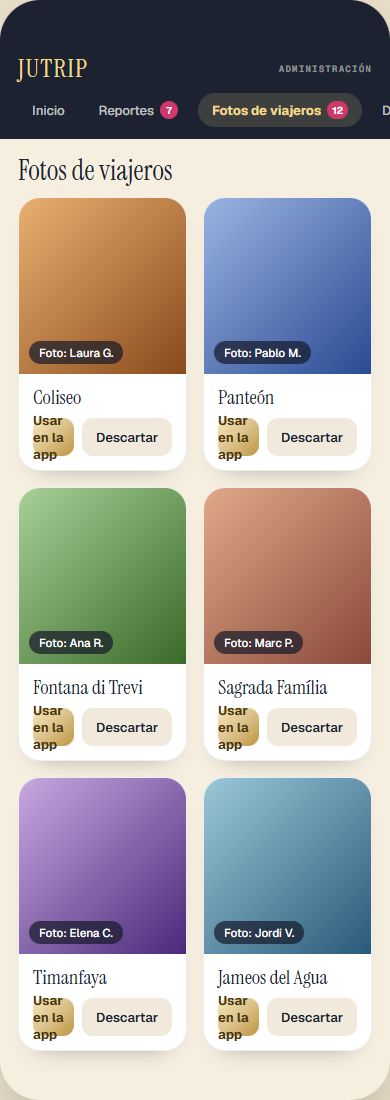 JUTRIP
ADMINISTRACIÓN
Inicio
Reportes 7
Fotos de viajeros 12
D
Fotos de viajeros
Foto: Laura G.
Foto: Pablo M.
Coliseo
Panteón
Usar
en la
app
Descartar
Usar
en la
app
Descartar
Foto: Ana R.
Foto: Marc P.
Fontana di Trevi
Sagrada Família
Usar
en la
app
Descartar
Usar
en la
app
Descartar
Foto: Elena C.
Foto: Jordi V.
Timanfaya
Jameos del Agua
Usar
en la
app
Descartar
Usar
en la
app
Descartar